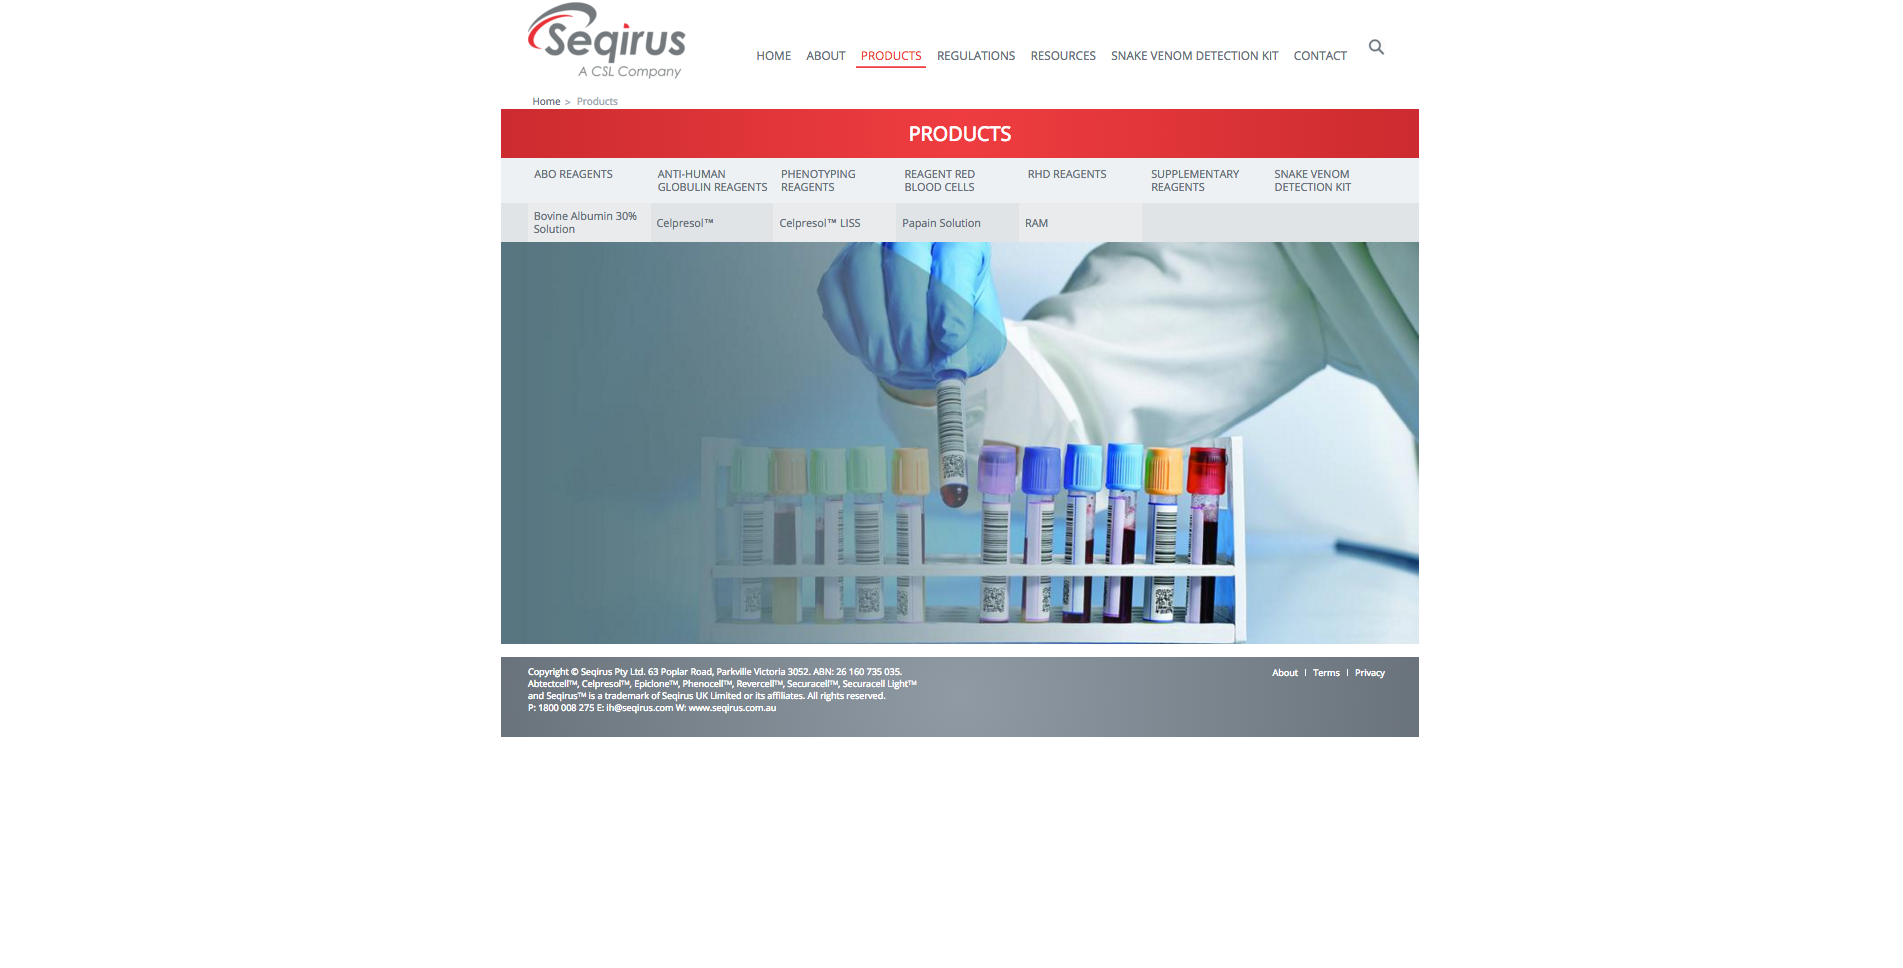 Seqirus
A CSL Company
HOME ABOUT PRODUCTS REGULATIONS RESOURCES SNAKE VENOM DETECTION KIT CONTACT
Home > Products
PRODUCTS
ABO REAGENTS
ANTI-HUMAN
GLOBULIN REAGENTS
PHENOTYPING
REAGENTS
REAGENT RED
BLOOD CELLS
RHD REAGENTS
SUPPLEMENTARY
REAGENTS
SNAKE VENOM
DETECTION KIT
Bovine Albumin 30%
Solution
Celpresol™
Celpresol™ LISS
Papain Solution
RAM
Copyright © Seqirus Pty Ltd. 63 Poplar Road, Parkville Victoria 3052. ABN: 26 160 735 035.
Abtectcell™, Celpresol™, Epiclone™, Phenocell™, Revercell™, Securacell™, Securacell Light™
and Seqirus™ is a trademark of Seqirus UK Limited or its affiliates. All rights reserved.
P: 1800 008 275 E: ih@seqirus.com W: www.seqirus.com.au
About | Terms | Privacy